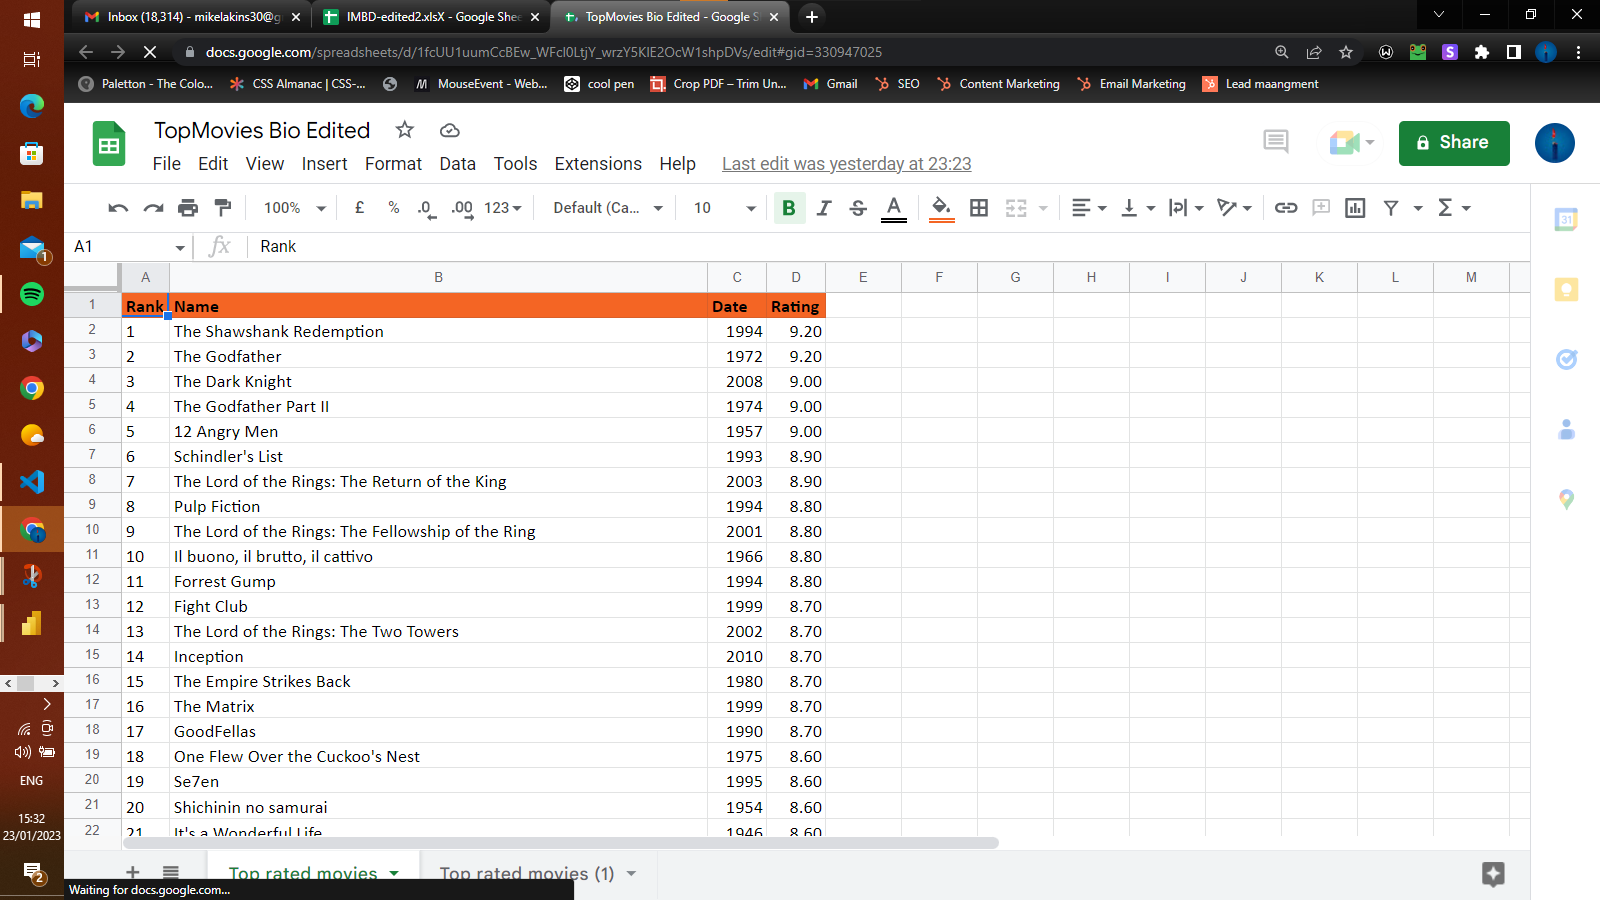 Inbox (18,314) - mikelakins30@g
IMBD-edited2.xlsX - Google Shee
TopMovies Bio Edited - Google S
docs.google.com/spreadsheets/d/1fcUU1uumCcBEw_WFcl0LtjY_wrzY5KlE2OcW1shpDVs/edit#gid=330947025
Paletton - The Colo...
CSS Almanac | CSS-...
MouseEvent - Web...
cool pen
Crop PDF – Trim Un...
Gmail
SEO
Content Marketing
Email Marketing
Lead maangment
TopMovies Bio Edited
File Edit View Insert Format Data Tools Extensions Help Last edit was yesterday at 23:23
Share
100% £ % .0 .00 123 Default (Ca... 10 B I S A
A1 fx Rank
A B C D E F G H I J K L M
1 Rank Name Date Rating
2 1 The Shawshank Redemption 1994 9.20
3 2 The Godfather 1972 9.20
4 3 The Dark Knight 2008 9.00
5 4 The Godfather Part II 1974 9.00
6 5 12 Angry Men 1957 9.00
7 6 Schindler's List 1993 8.90
8 7 The Lord of the Rings: The Return of the King 2003 8.90
9 8 Pulp Fiction 1994 8.80
10 9 The Lord of the Rings: The Fellowship of the Ring 2001 8.80
11 10 Il buono, il brutto, il cattivo 1966 8.80
12 11 Forrest Gump 1994 8.80
13 12 Fight Club 1999 8.70
14 13 The Lord of the Rings: The Two Towers 2002 8.70
15 14 Inception 2010 8.70
16 15 The Empire Strikes Back 1980 8.70
17 16 The Matrix 1999 8.70
18 17 GoodFellas 1990 8.70
19 18 One Flew Over the Cuckoo's Nest 1975 8.60
20 19 Se7en 1995 8.60
21 20 Shichinin no samurai 1954 8.60
22 21 It's a Wonderful Life 1946 8.60
Top rated movies
Top rated movies (1)
Waiting for docs.google.com...
1
ENG
15:32
23/01/2023
2
31